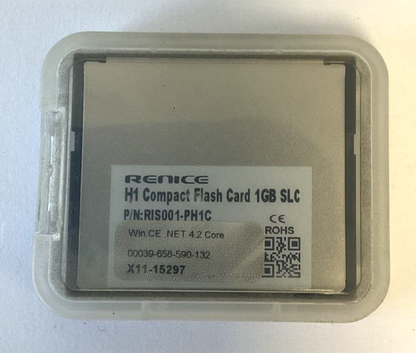 RENICE
H1 Compact Flash Card 1GB SLC
P/N:RIS001-PH1C
CE
ROHS
Win CE .NET 4.2 Core
00039-658-590-132
X11-15297